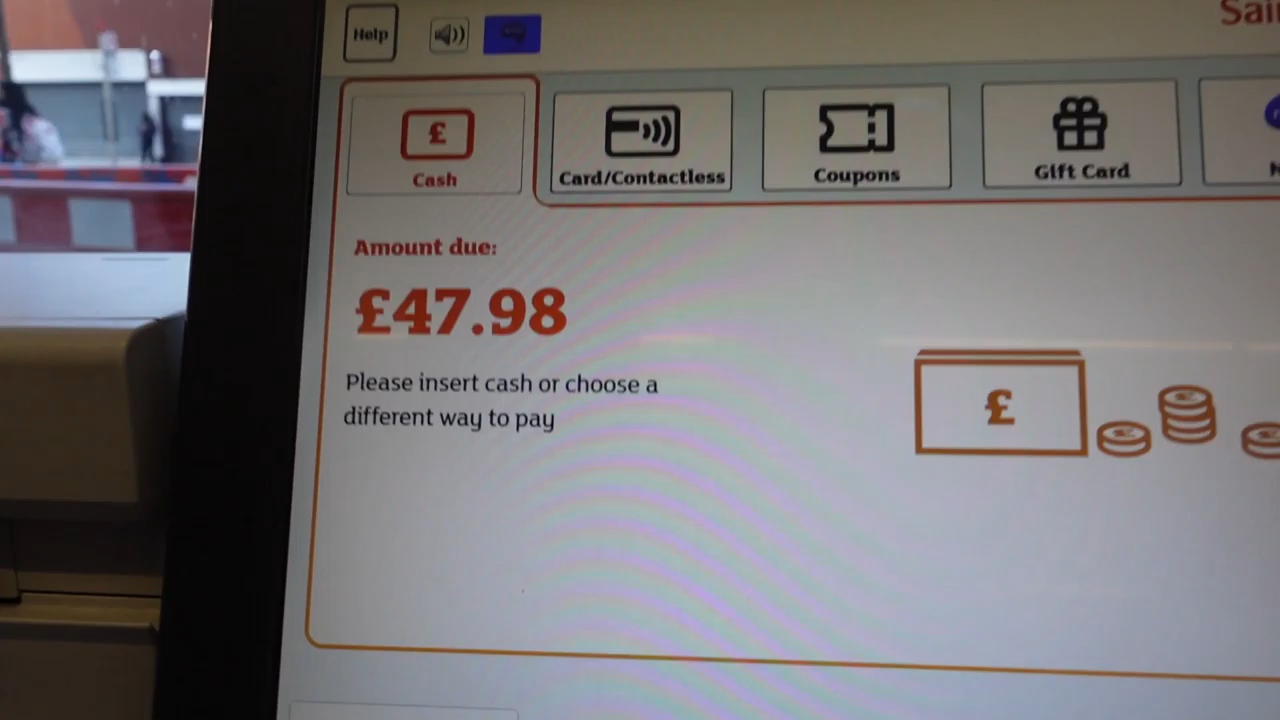 Help
Cash
Card/Contactless
Coupons
Gift Card
Amount due:
£47.98
Please insert cash or choose a
different way to pay
£
£